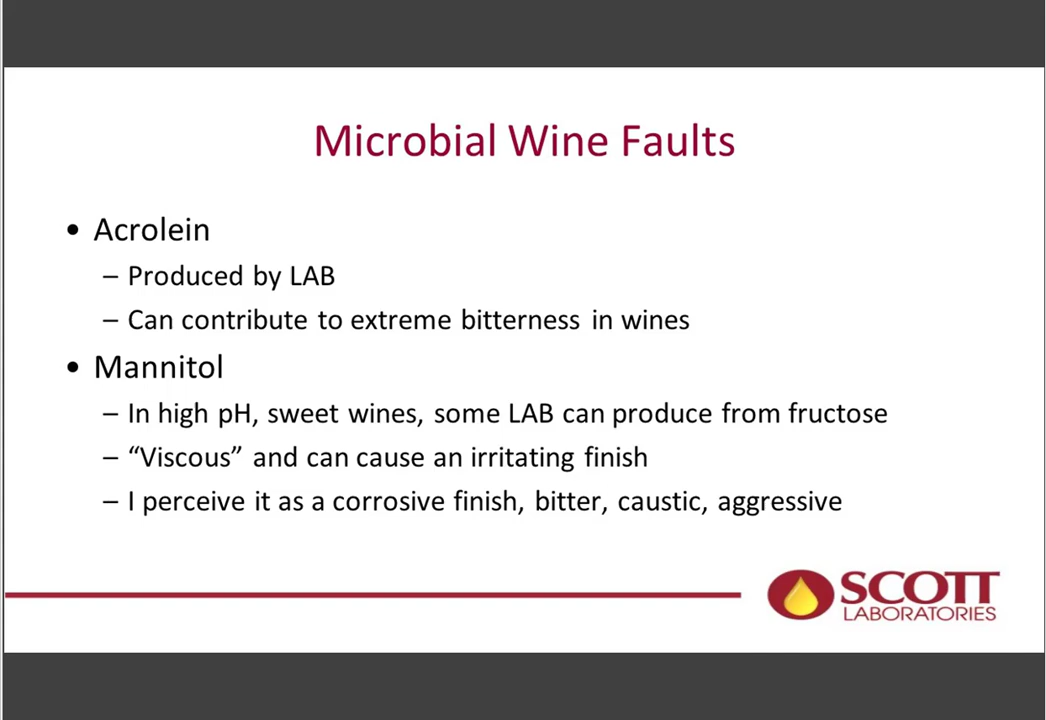 Microbial Wine Faults
• Acrolein
– Produced by LAB
– Can contribute to extreme bitterness in wines
• Mannitol
– In high pH, sweet wines, some LAB can produce from fructose
– “Viscous” and can cause an irritating finish
– I perceive it as a corrosive finish, bitter, caustic, aggressive
SCOTT
LABORATORIES